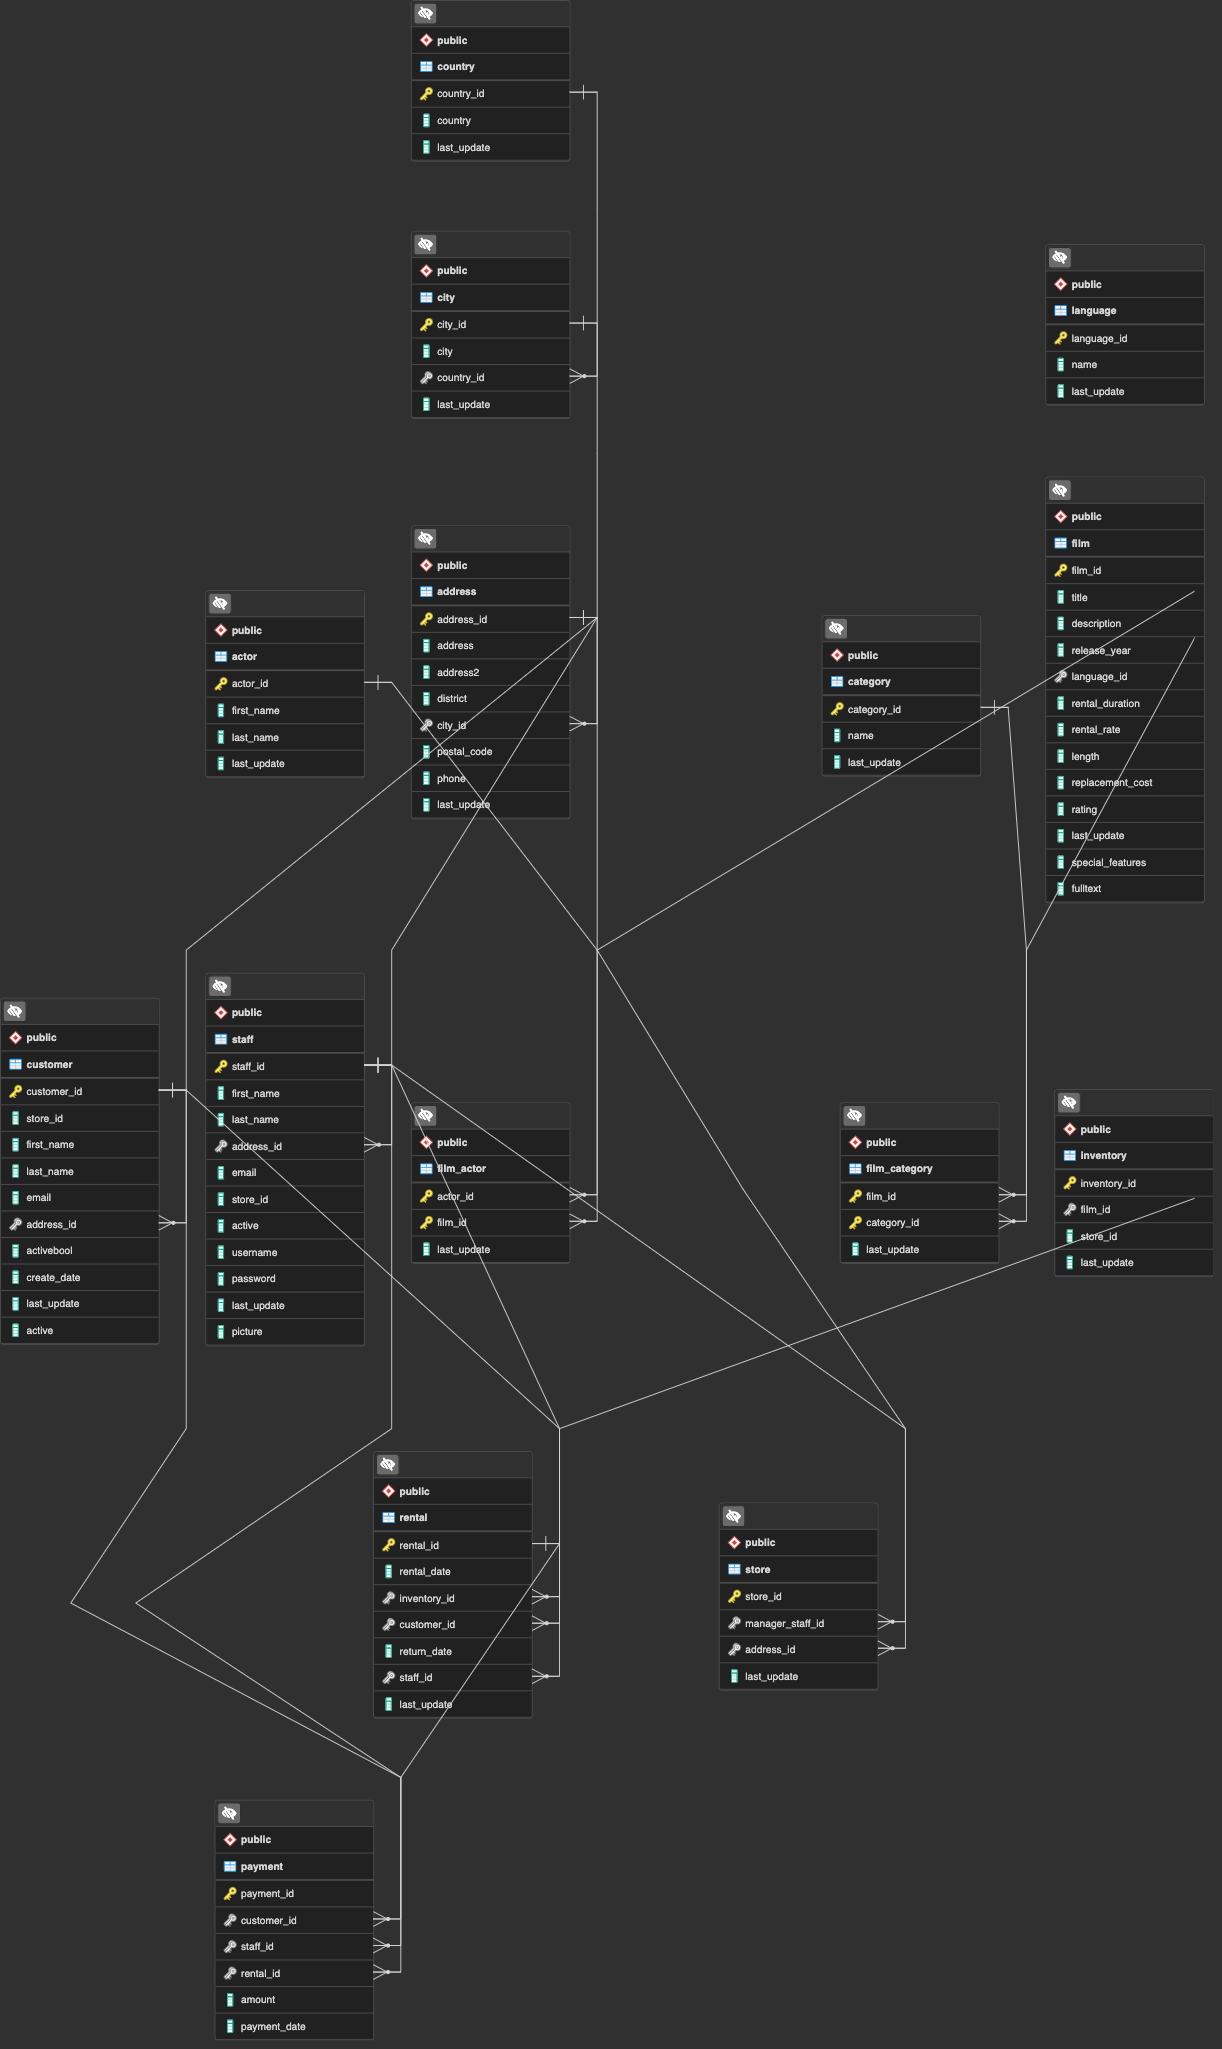 public
country
country_id
country
last_update
public
city
city_id
city
country_id
last_update
public
language
language_id
name
last_update
public
film
film_id
title
description
release_year
language_id
rental_duration
rental_rate
length
replacement_cost
rating
last_update
special_features
fulltext
public
address
address_id
address
address2
district
city_id
postal_code
phone
last_update
public
actor
actor_id
first_name
last_name
last_update
public
category
category_id
name
last_update
public
customer
customer_id
store_id
first_name
last_name
email
address_id
activebool
create_date
last_update
active
public
staff
staff_id
first_name
last_name
address_id
email
store_id
active
username
password
last_update
picture
public
film_actor
actor_id
film_id
last_update
public
film_category
film_id
category_id
last_update
public
inventory
inventory_id
film_id
store_id
last_update
public
rental
rental_id
rental_date
inventory_id
customer_id
return_date
staff_id
last_update
public
store
store_id
manager_staff_id
address_id
last_update
public
payment
payment_id
customer_id
staff_id
rental_id
amount
payment_date